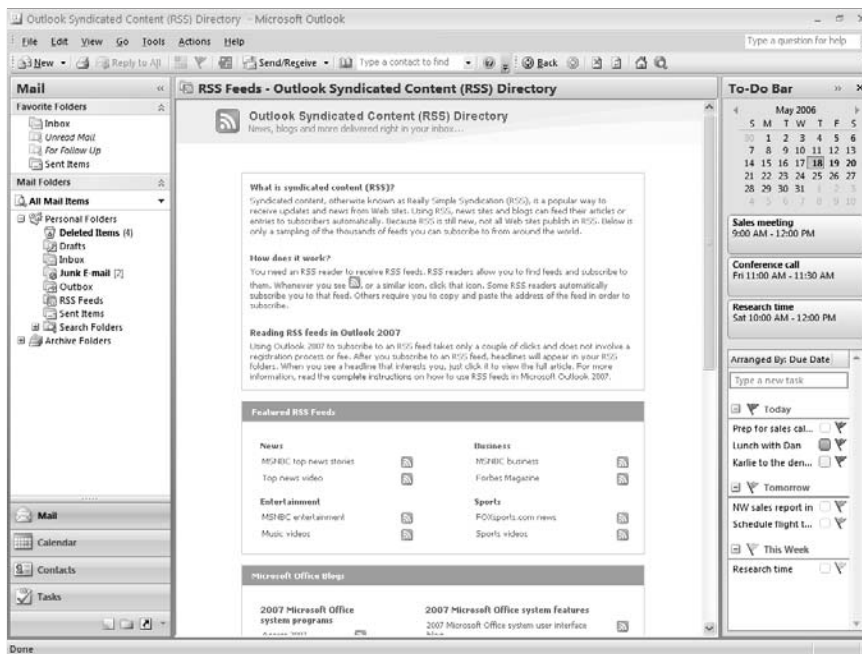 Outlook Syndicated Content (RSS) Directory - Microsoft Outlook
File Edit View Go Tools Actions Help
Type a question for help
New Reply to All Send/Receive Type a contact to find Back
Mail
Favorite Folders
Inbox
Unread Mail
For Follow Up
Sent Items
Mail Folders
All Mail Items
Personal Folders
Deleted Items (4)
Drafts
Inbox
Junk E-mail [2]
Outbox
RSS Feeds
Sent Items
Search Folders
Archive Folders
Mail
Calendar
Contacts
Tasks
Done
RSS Feeds - Outlook Syndicated Content (RSS) Directory
Outlook Syndicated Content (RSS) Directory
News, blogs and more delivered right in your inbox...
What is syndicated content (RSS)?
Syndicated content, otherwise known as Really Simple Syndication (RSS), is a popular way to
receive updates and news from Web sites. Using RSS, news sites and blogs can feed their articles or
entries to subscribers automatically. Because RSS is still new, not all Web sites publish in RSS. Below is
only a sampling of the thousands of feeds you can subscribe to from around the world.
How does it work?
You need an RSS reader to receive RSS feeds. RSS readers allow you to find feeds and subscribe to
them. Whenever you see , or a similar icon, click that icon. Some RSS readers automatically
subscribe you to that feed. Others require you to copy and paste the address of the feed in order to
subscribe.
Reading RSS feeds in Outlook 2007
Using Outlook 2007 to subscribe to an RSS feed takes only a couple of clicks and does not involve a
registration process or fee. After you subscribe to an RSS feed, headlines will appear in your RSS
folders. When you see a headline that interests you, just click it to view the full article. For more
information, read the complete instructions on how to use RSS feeds in Microsoft Outlook 2007.
Featured RSS Feeds
News
MSNBC top news stories
Top news video
Business
MSNBC business
Forbes Magazine
Entertainment
MSNBC entertainment
Music videos
Sports
FOXsports.com news
Sports videos
Microsoft Office Blogs
2007 Microsoft Office
system programs
Access 2007
2007 Microsoft Office system features
2007 Microsoft Office system user interface
blog
To-Do Bar
May 2006
S M T W T F S
30 1 2 3 4 5 6
7 8 9 10 11 12 13
14 15 16 17 18 19 20
21 22 23 24 25 26 27
28 29 30 31 1 2 3
4 5 6 7 8 9 10
Sales meeting
9:00 AM - 12:00 PM
Conference call
Fri 11:00 AM - 11:30 AM
Research time
Sat 10:00 AM - 12:00 PM
Arranged By: Due Date
Type a new task
Today
Prep for sales cal...
Lunch with Dan
Karlie to the den...
Tomorrow
NW sales report in
Schedule flight t...
This Week
Research time